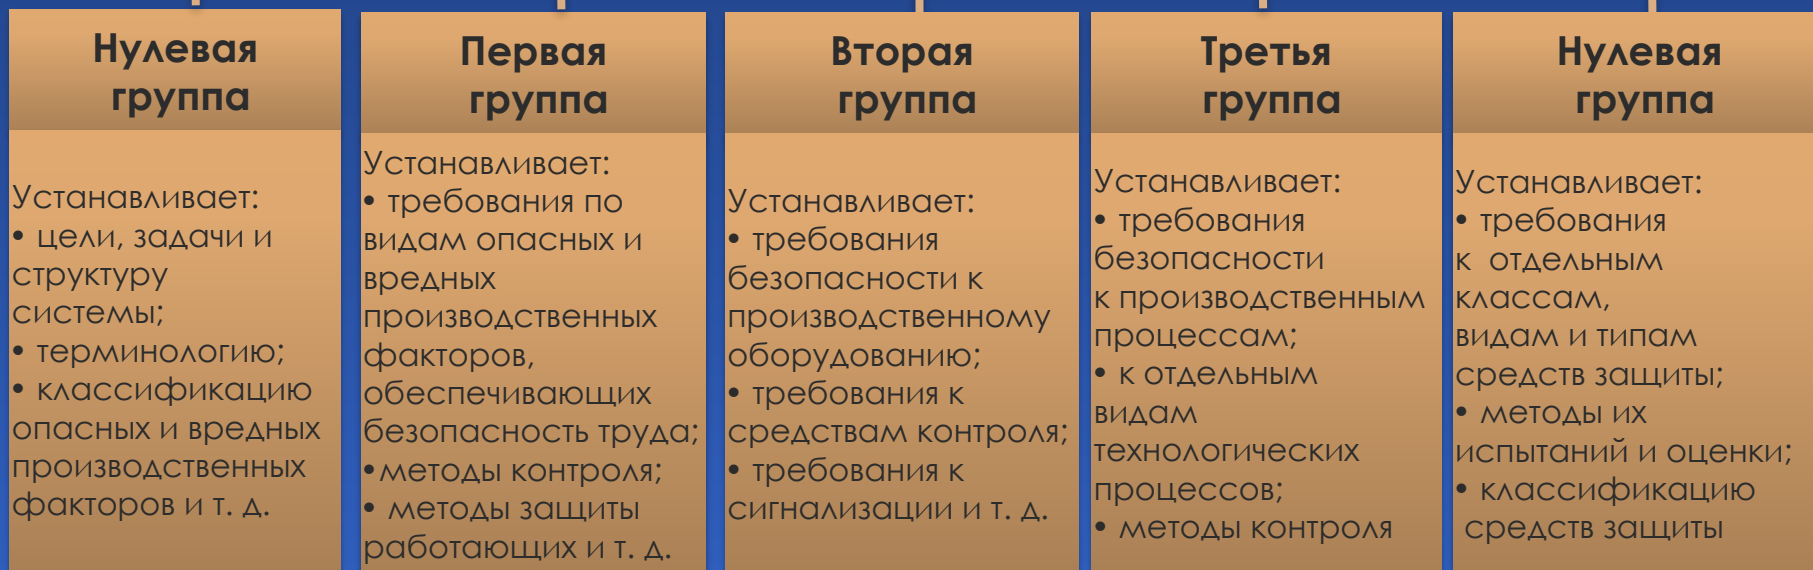 Нулевая
группа
Устанавливает:
• цели, задачи и
структуру
системы;
• терминологию;
• классификацию
опасных и вредных
производственных
факторов и т. д.
Первая
группа
Устанавливает:
• требования по
видам опасных и
вредных
производственных
факторов,
обеспечивающих
безопасность труда;
•методы контроля;
• методы защиты
работающих и т. д.
Вторая
группа
Устанавливает:
• требования
безопасности к
производственному
оборудованию;
• требования к
средствам контроля;
• требования к
сигнализации и т. д.
Третья
группа
Устанавливает:
• требования
безопасности
к производственным
процессам;
• к отдельным
видам
технологических
процессов;
• методы контроля
Нулевая
группа
Устанавливает:
• требования
к отдельным
классам,
видам и типам
средств защиты;
• методы их
испытаний и оценки;
• классификацию
средств защиты